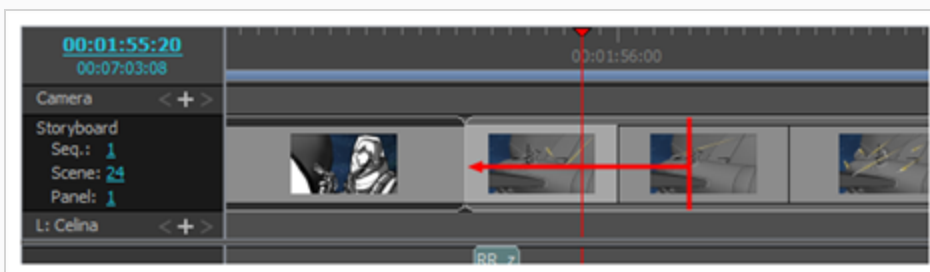 00:01:55:20
00:07:03:08
00:01:56:00
Camera < + >
Storyboard
Seq.: 1
Scene: 24
Panel: 1
L: Celina < + >
RR_z